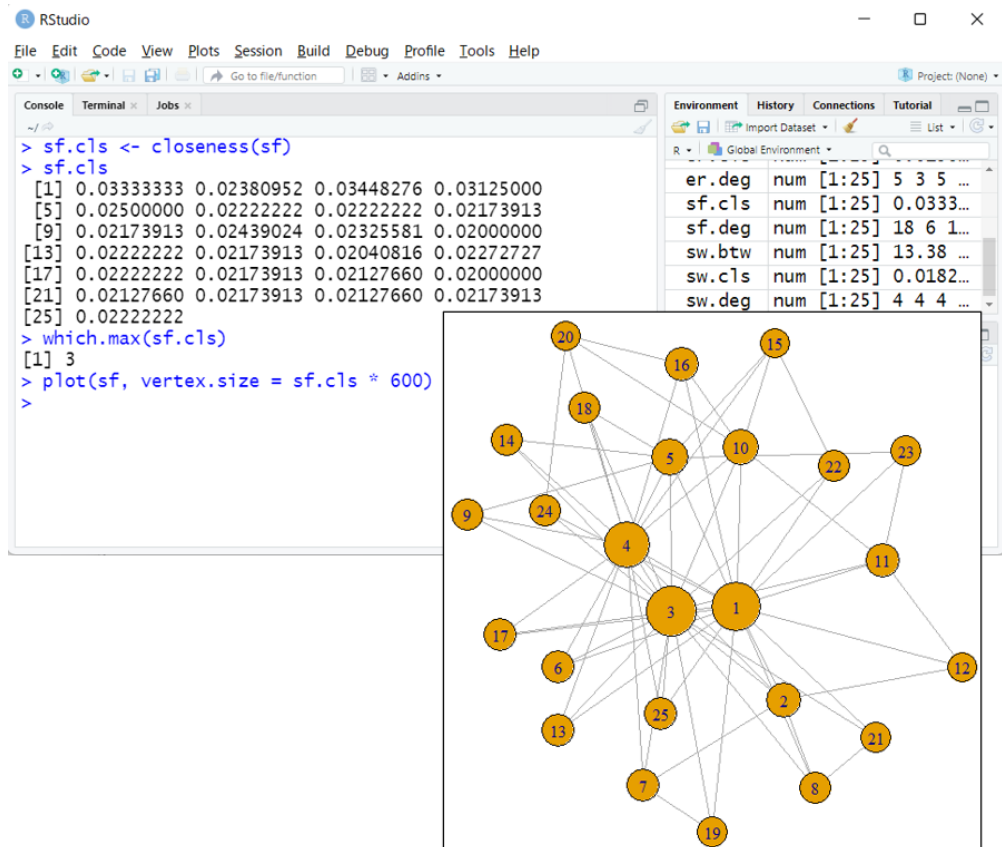 RStudio
File Edit Code View Plots Session Build Debug Profile Tools Help
Go to file/function Addins Project: (None)
Console Terminal Jobs
~/
> sf.cls <- closeness(sf)
> sf.cls
[1] 0.03333333 0.02380952 0.03448276 0.03125000
[5] 0.02500000 0.02222222 0.02222222 0.02173913
[9] 0.02173913 0.02439024 0.02325581 0.02000000
[13] 0.02222222 0.02173913 0.02040816 0.02272727
[17] 0.02222222 0.02173913 0.02127660 0.02000000
[21] 0.02127660 0.02173913 0.02127660 0.02173913
[25] 0.02222222
> which.max(sf.cls)
[1] 3
> plot(sf, vertex.size = sf.cls * 600)
>
Environment History Connections Tutorial
Import Dataset List
R Global Environment
er.deg num [1:25] 5 3 5 …
sf.cls num [1:25] 0.0333…
sf.deg num [1:25] 18 6 1…
sw.btw num [1:25] 13.38 …
sw.cls num [1:25] 0.0182…
sw.deg num [1:25] 4 4 4 …
20
15
16
18
14
5
10
23
22
9
24
4
11
3
1
17
6
12
2
25
13
21
7
8
19